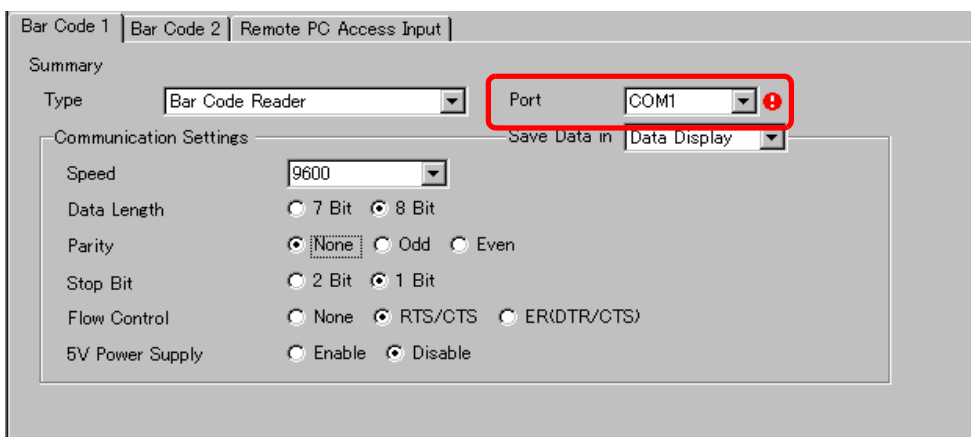 Bar Code 1 Bar Code 2 Remote PC Access Input
Summary
Type Bar Code Reader Port COM1
Communication Settings Save Data in Data Display
Speed 9600
Data Length 7 Bit 8 Bit
Parity None Odd Even
Stop Bit 2 Bit 1 Bit
Flow Control None RTS/CTS ER(DTR/CTS)
5V Power Supply Enable Disable